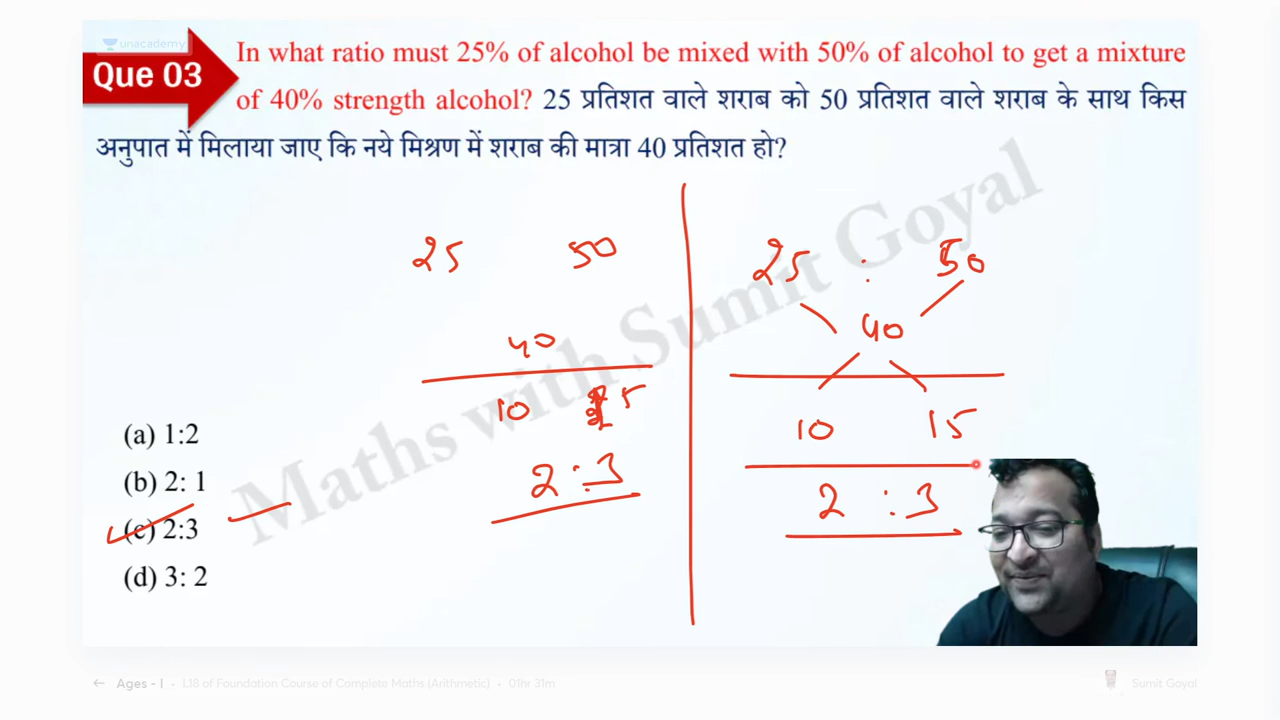 unacademy
Que 03
In what ratio must 25% of alcohol be mixed with 50% of alcohol to get a mixture
of 40% strength alcohol? 25 प्रतिशत वाले शराब को 50 प्रतिशत वाले शराब के साथ किस
अनुपात में मिलाया जाए कि नये मिश्रण में शराब की मात्रा 40 प्रतिशत हो?
Maths with Sumit Goyal
25 50
40
10 15
2 : 3
25 : 50
40
10 15
2 : 3
(a) 1:2
(b) 2: 1
(c) 2:3
(d) 3: 2
← Ages - I • L18 of Foundation Course of Complete Maths (Arithmetic) • 01hr 31m
Sumit Goyal